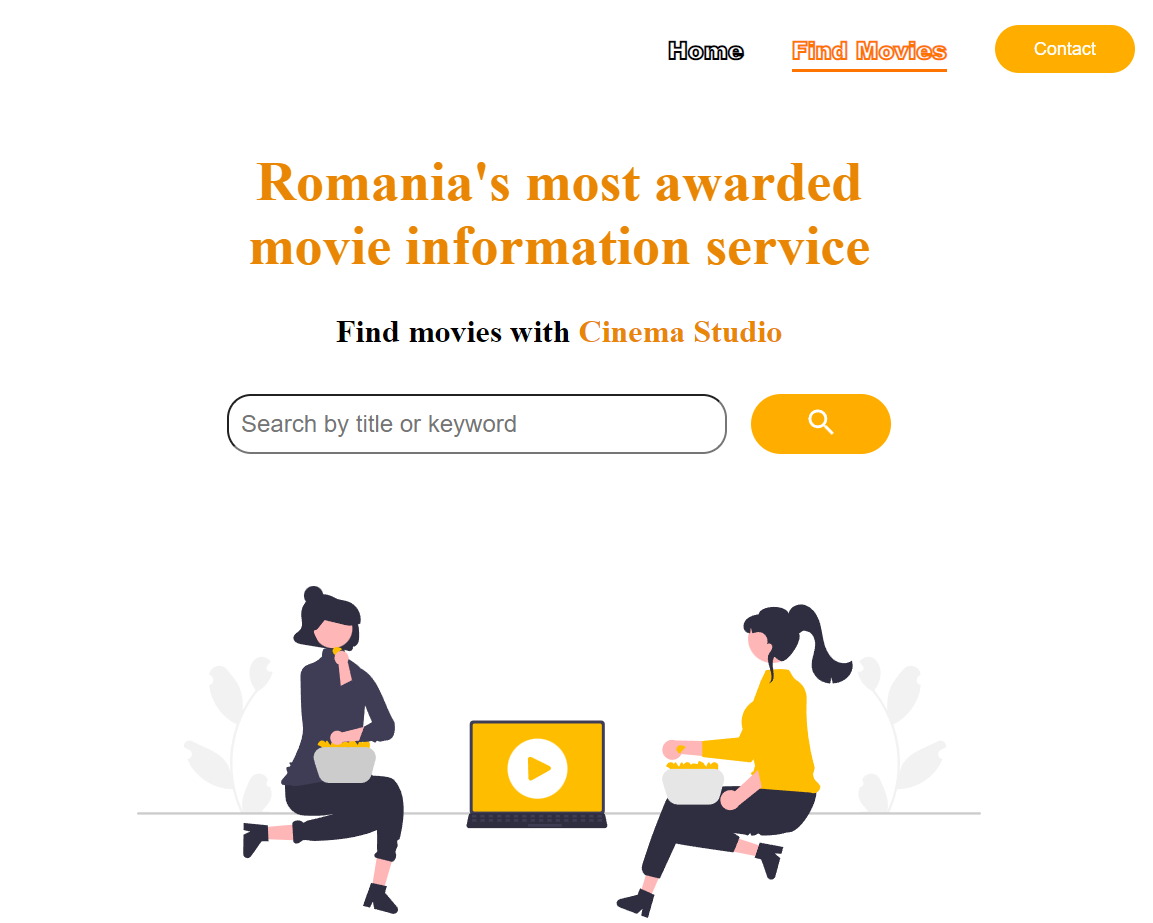 Home Find Movies Contact
Romania's most awarded
movie information service
Find movies with Cinema Studio
Search by title or keyword